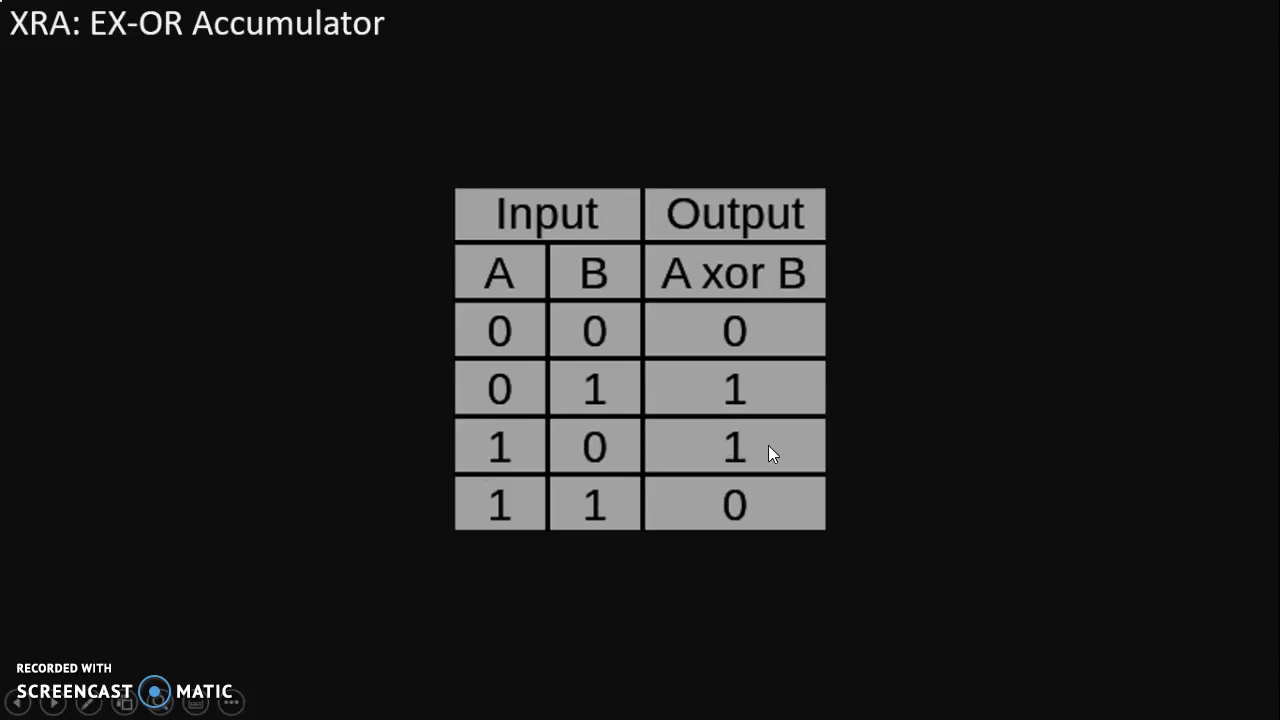 XRA: EX-OR Accumulator
Input Output
A B A xor B
0 0 0
0 1 1
1 0 1
1 1 0
RECORDED WITH
SCREENCAST MATIC